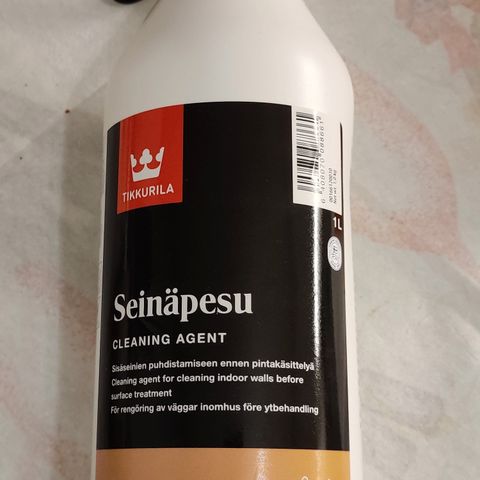 TIKKURILA
1L
Seinäpesu
CLEANING AGENT
Sisäseinien puhdistamiseen ennen pintakäsittelyä
Cleaning agent for cleaning indoor walls before
surface treatment
För rengöring av väggar inomhus före ytbehandling